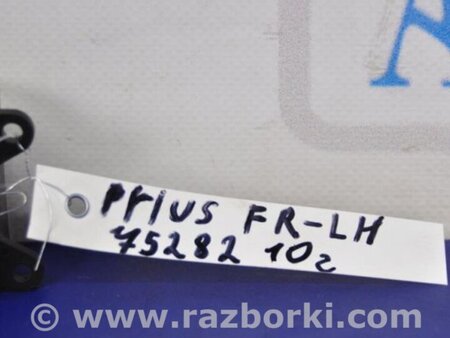 Prius FR-LH
75282 10г
© www.razborki.com